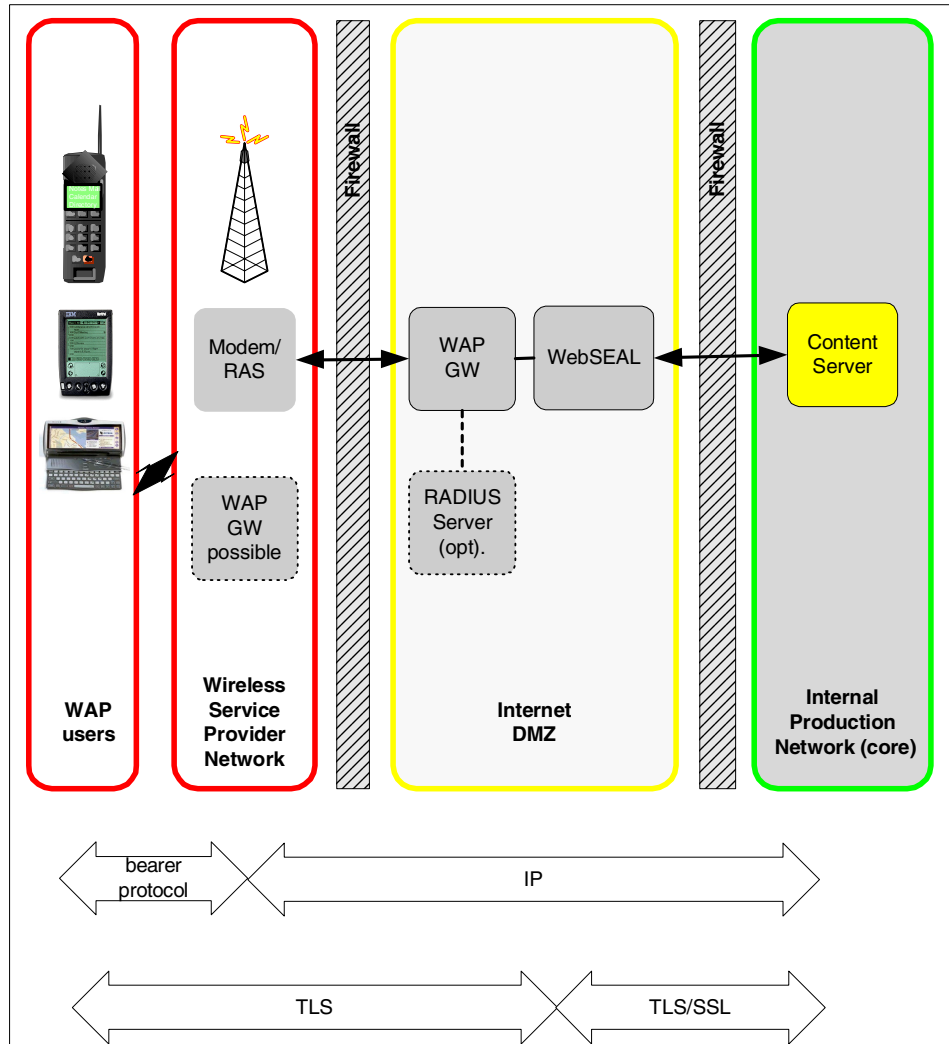 Firewall
Firewall
IBM
Modem/
RAS
WAP
GW
WebSEAL
Content
Server
WAP
GW
possible
RADIUS
Server
(opt).
WAP
users
Wireless
Service
Provider
Network
Internet
DMZ
Internal
Production
Network (core)
bearer
protocol
IP
TLS
TLS/SSL